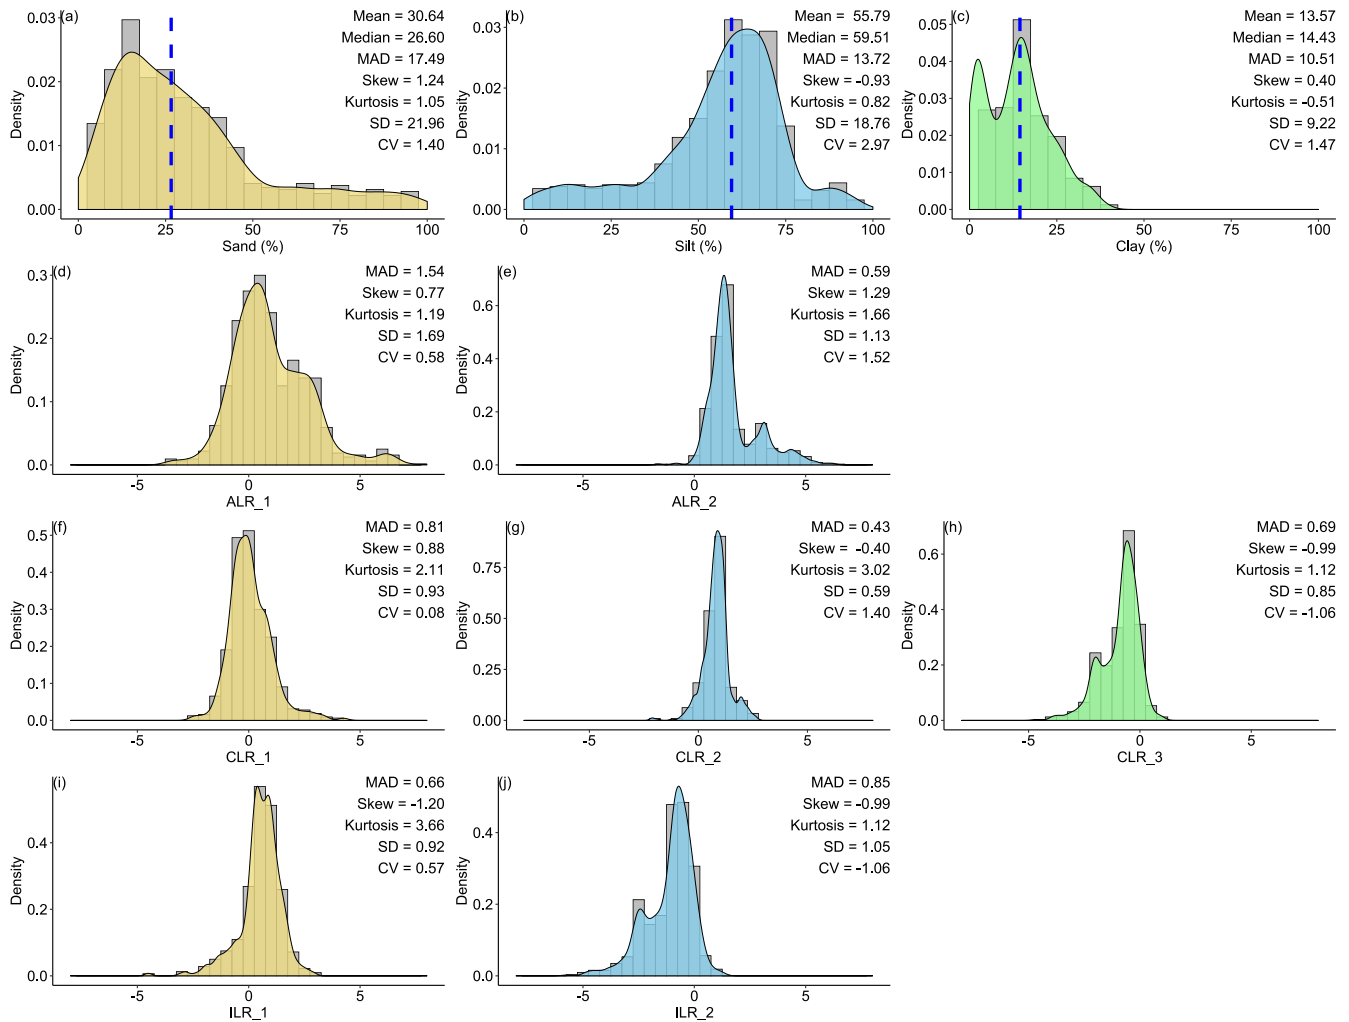 (a)
Mean = 30.64
Median = 26.60
MAD = 17.49
Skew = 1.24
Kurtosis = 1.05
SD = 21.96
CV = 1.40
Density
0.03
0.02
0.01
0.00
0 25 50 75 100
Sand (%)
(b)
Mean = 55.79
Median = 59.51
MAD = 13.72
Skew = -0.93
Kurtosis = 0.82
SD = 18.76
CV = 2.97
Density
0.03
0.02
0.01
0.00
0 25 50 75 100
Silt (%)
(c)
Mean = 13.57
Median = 14.43
MAD = 10.51
Skew = 0.40
Kurtosis = -0.51
SD = 9.22
CV = 1.47
Density
0.05
0.04
0.03
0.02
0.01
0.00
0 25 50 75 100
Clay (%)
(d)
MAD = 1.54
Skew = 0.77
Kurtosis = 1.19
SD = 1.69
CV = 0.58
Density
0.3
0.2
0.1
0.0
-5 0 5
ALR_1
(e)
MAD = 0.59
Skew = 1.29
Kurtosis = 1.66
SD = 1.13
CV = 1.52
Density
0.6
0.4
0.2
0.0
-5 0 5
ALR_2
(f)
MAD = 0.81
Skew = 0.88
Kurtosis = 2.11
SD = 0.93
CV = 0.08
Density
0.5
0.4
0.3
0.2
0.1
0.0
-5 0 5
CLR_1
(g)
MAD = 0.43
Skew = -0.40
Kurtosis = 3.02
SD = 0.59
CV = 1.40
Density
0.75
0.50
0.25
0.00
-5 0 5
CLR_2
(h)
MAD = 0.69
Skew = -0.99
Kurtosis = 1.12
SD = 0.85
CV = -1.06
Density
0.6
0.4
0.2
0.0
-5 0 5
CLR_3
(i)
MAD = 0.66
Skew = -1.20
Kurtosis = 3.66
SD = 0.92
CV = 0.57
Density
0.4
0.2
0.0
-5 0 5
ILR_1
(j)
MAD = 0.85
Skew = -0.99
Kurtosis = 1.12
SD = 1.05
CV = -1.06
Density
0.4
0.2
0.0
-5 0 5
ILR_2